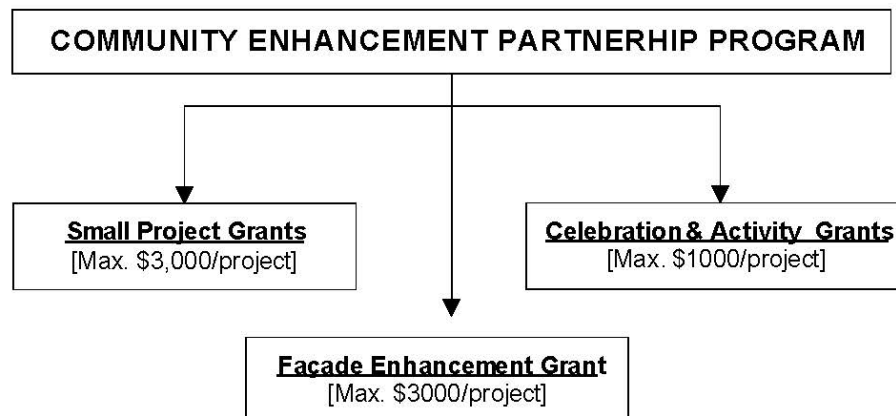 COMMUNITY ENHANCEMENT PARTNERHIP PROGRAM
Small Project Grants
[Max. $3,000/project]
Celebration & Activity Grants
[Max. $1000/project]
Façade Enhancement Grant
[Max. $3000/project]